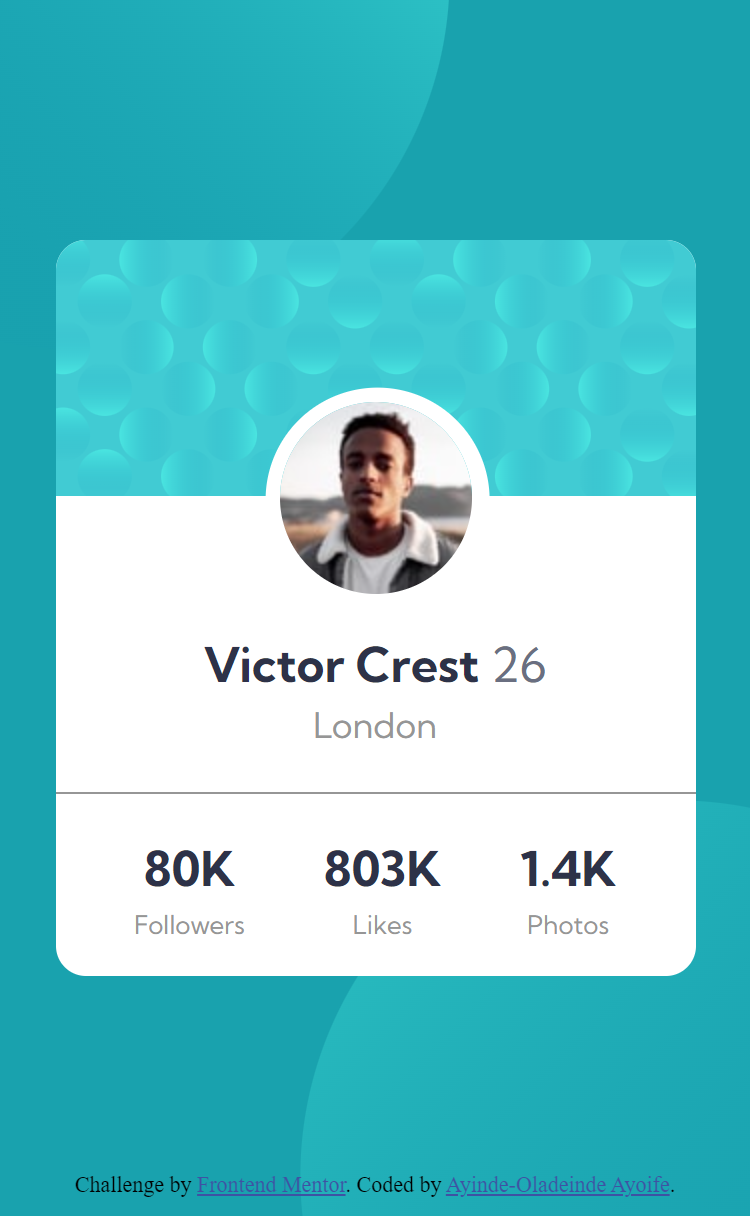 Victor Crest 26
London
80K 803K 1.4K
Followers Likes Photos
Challenge by Frontend Mentor. Coded by Ayinde-Oladeinde Ayoife.